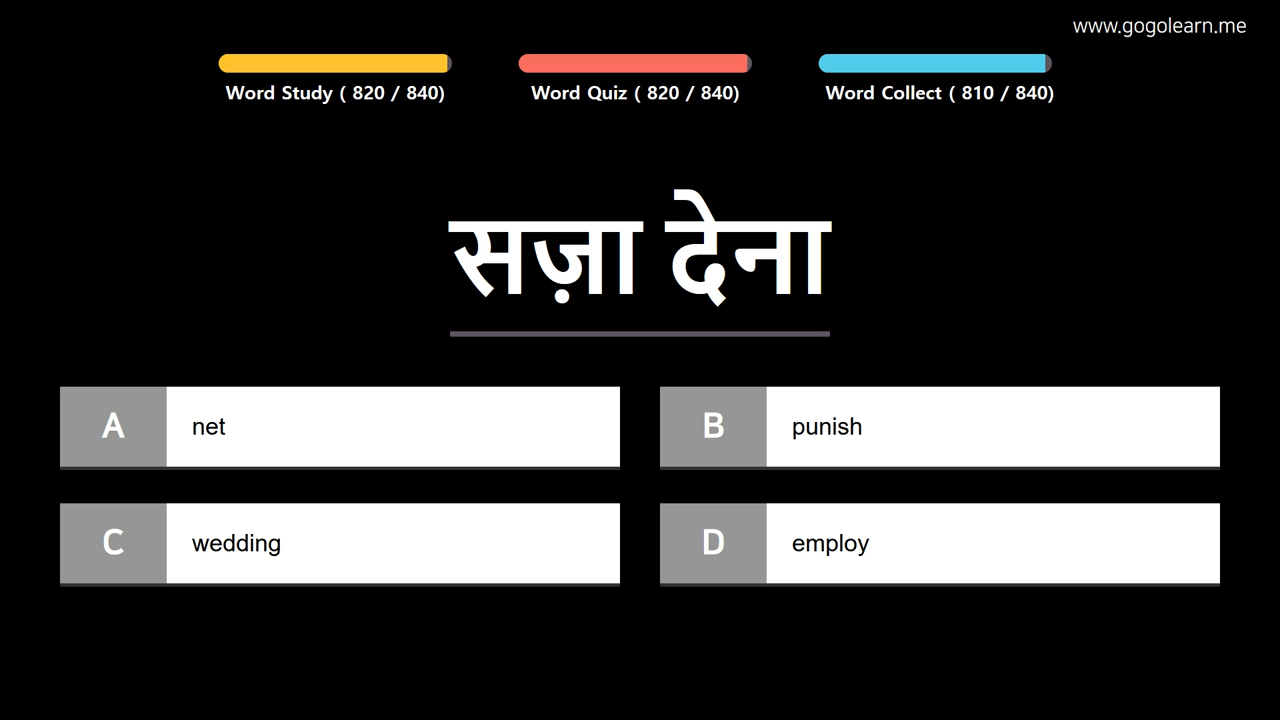 www.gogolearn.me
Word Study ( 820 / 840)
Word Quiz ( 820 / 840)
Word Collect ( 810 / 840)
सज़ा देना
A net
B punish
C wedding
D employ